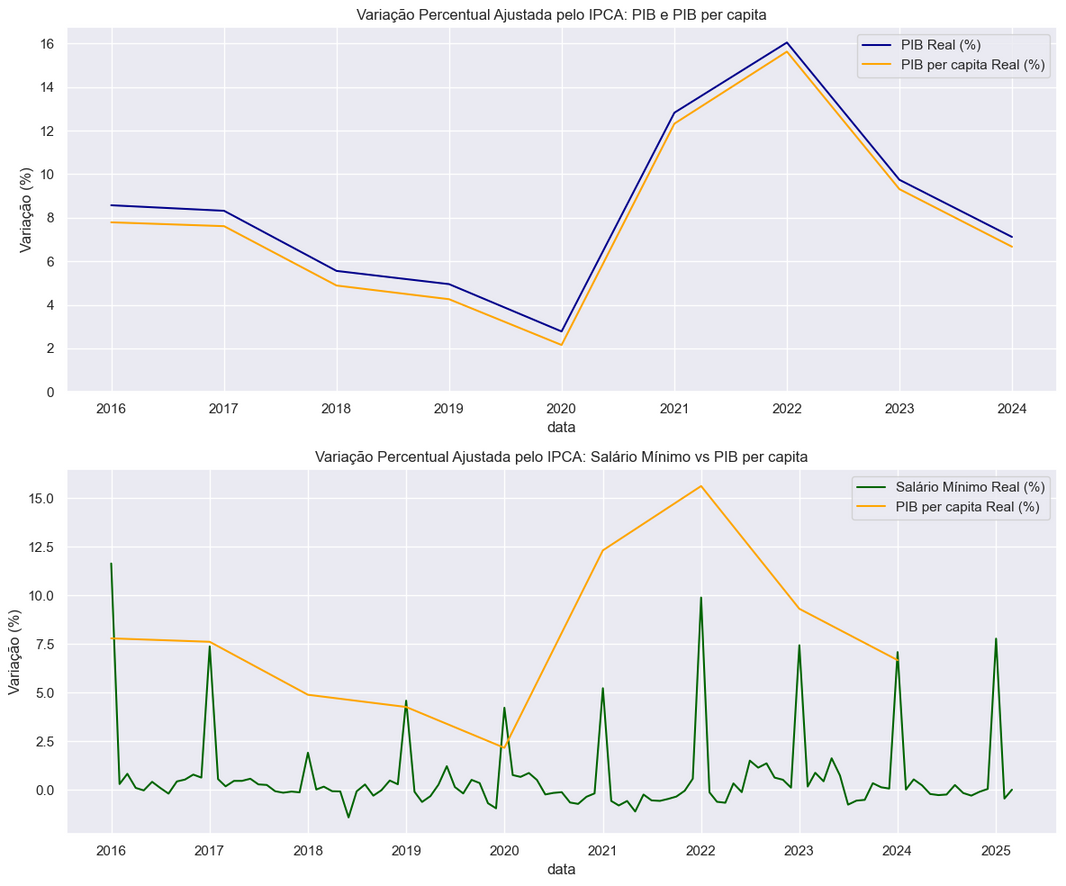 Variação Percentual Ajustada pelo IPCA: PIB e PIB per capita
PIB Real (%)
PIB per capita Real (%)
Variação (%)
16
14
12
10
8
6
4
2
0
2016 2017 2018 2019 2020 2021 2022 2023 2024
data
Variação Percentual Ajustada pelo IPCA: Salário Mínimo vs PIB per capita
Salário Mínimo Real (%)
PIB per capita Real (%)
Variação (%)
15.0
12.5
10.0
7.5
5.0
2.5
0.0
2016 2017 2018 2019 2020 2021 2022 2023 2024 2025
data